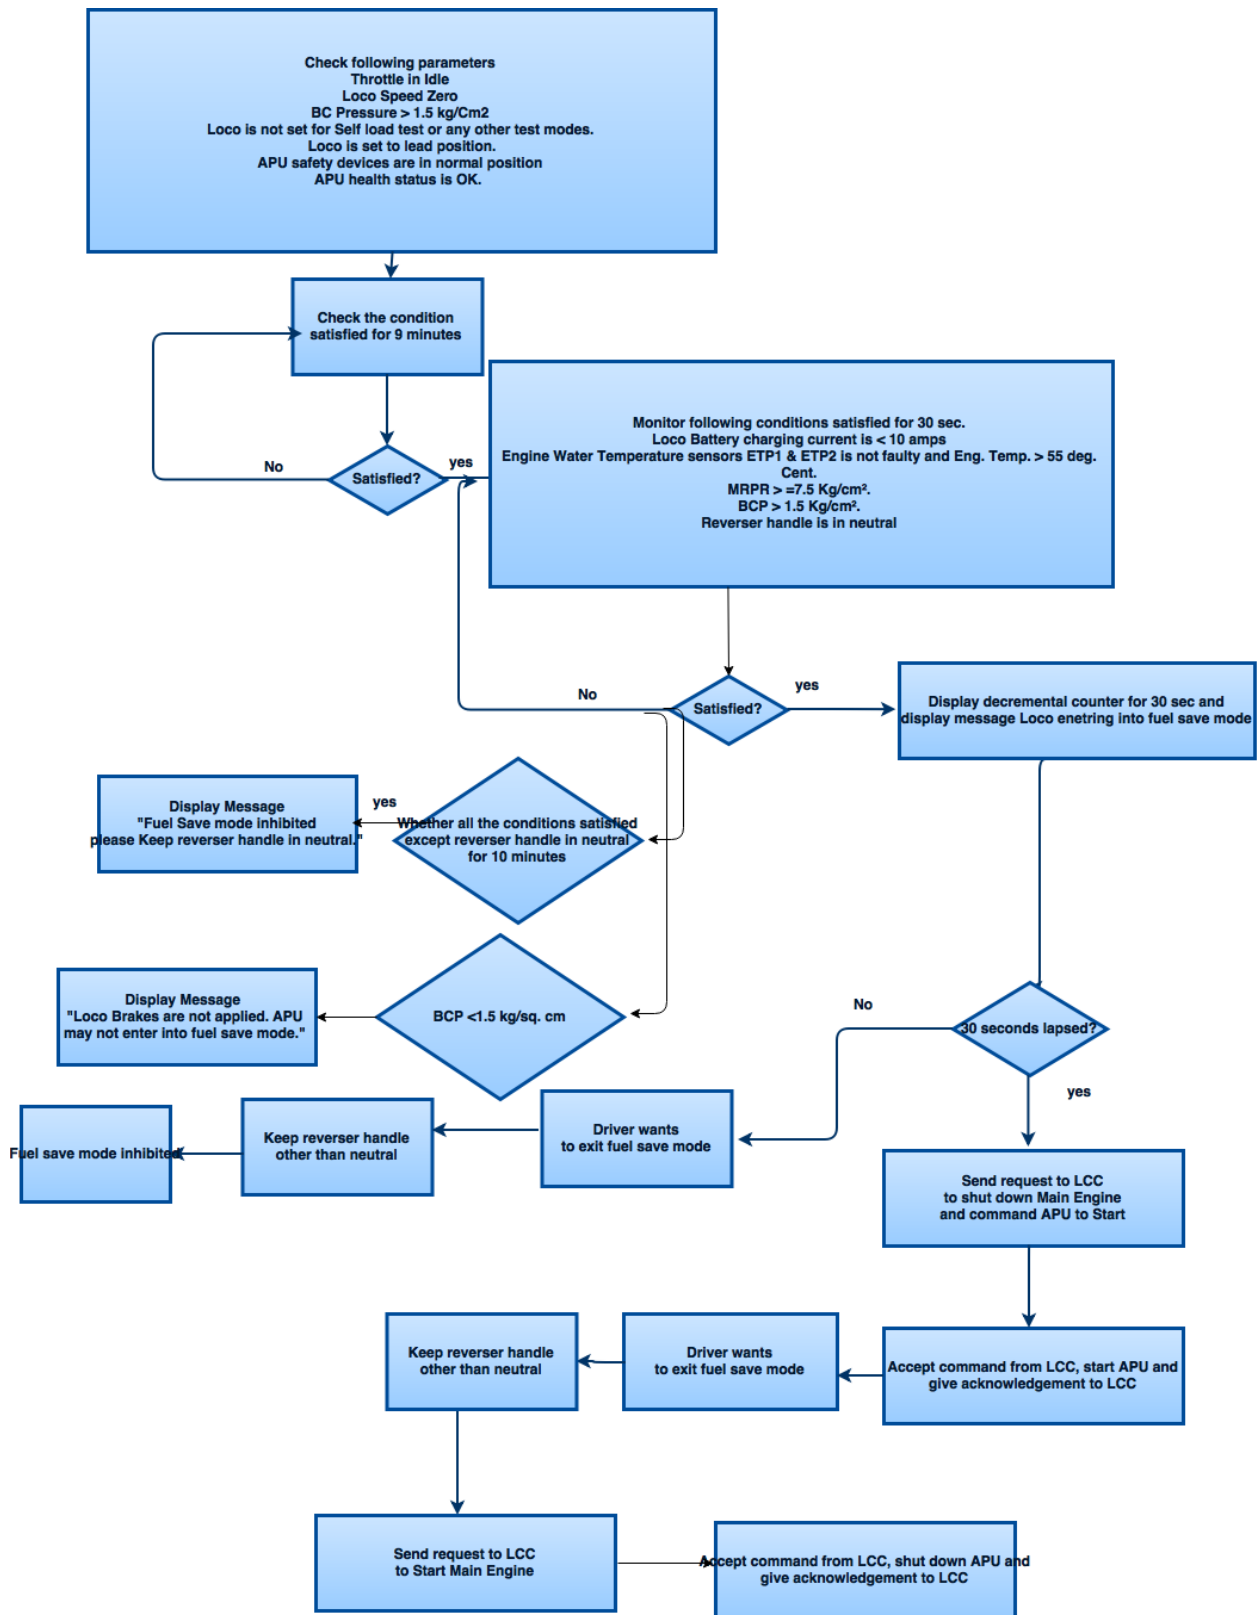 Check following parameters
Throttle in Idle
Loco Speed Zero
BC Pressure > 1.5 kg/Cm2
Loco is not set for Self load test or any other test modes.
Loco is set to lead position.
APU safety devices are in normal position
APU health status is OK.
Check the condition
satisfied for 9 minutes
Satisfied?
No
yes
Monitor following conditions satisfied for 30 sec.
Loco Battery charging current is < 10 amps
Engine Water Temperature sensors ETP1 & ETP2 is not faulty and Eng. Temp. > 55 deg.
Cent.
MRPR > =7.5 Kg/cm².
BCP > 1.5 Kg/cm².
Reverser handle is in neutral
Satisfied?
No
yes
Display decremental counter for 30 sec and
display message Loco enetring into fuel save mode
Whether all the conditions satisfied
except reverser handle in neutral
for 10 minutes
yes
Display Message
"Fuel Save mode inhibited
please Keep reverser handle in neutral."
BCP <1.5 kg/sq. cm
Display Message
"Loco Brakes are not applied. APU
may not enter into fuel save mode."
30 seconds lapsed?
No
yes
Driver wants
to exit fuel save mode
Keep reverser handle
other than neutral
Fuel save mode inhibited
Send request to LCC
to shut down Main Engine
and command APU to Start
Accept command from LCC, start APU and
give acknowledgement to LCC
Driver wants
to exit fuel save mode
Keep reverser handle
other than neutral
Send request to LCC
to Start Main Engine
Accept command from LCC, shut down APU and
give acknowledgement to LCC